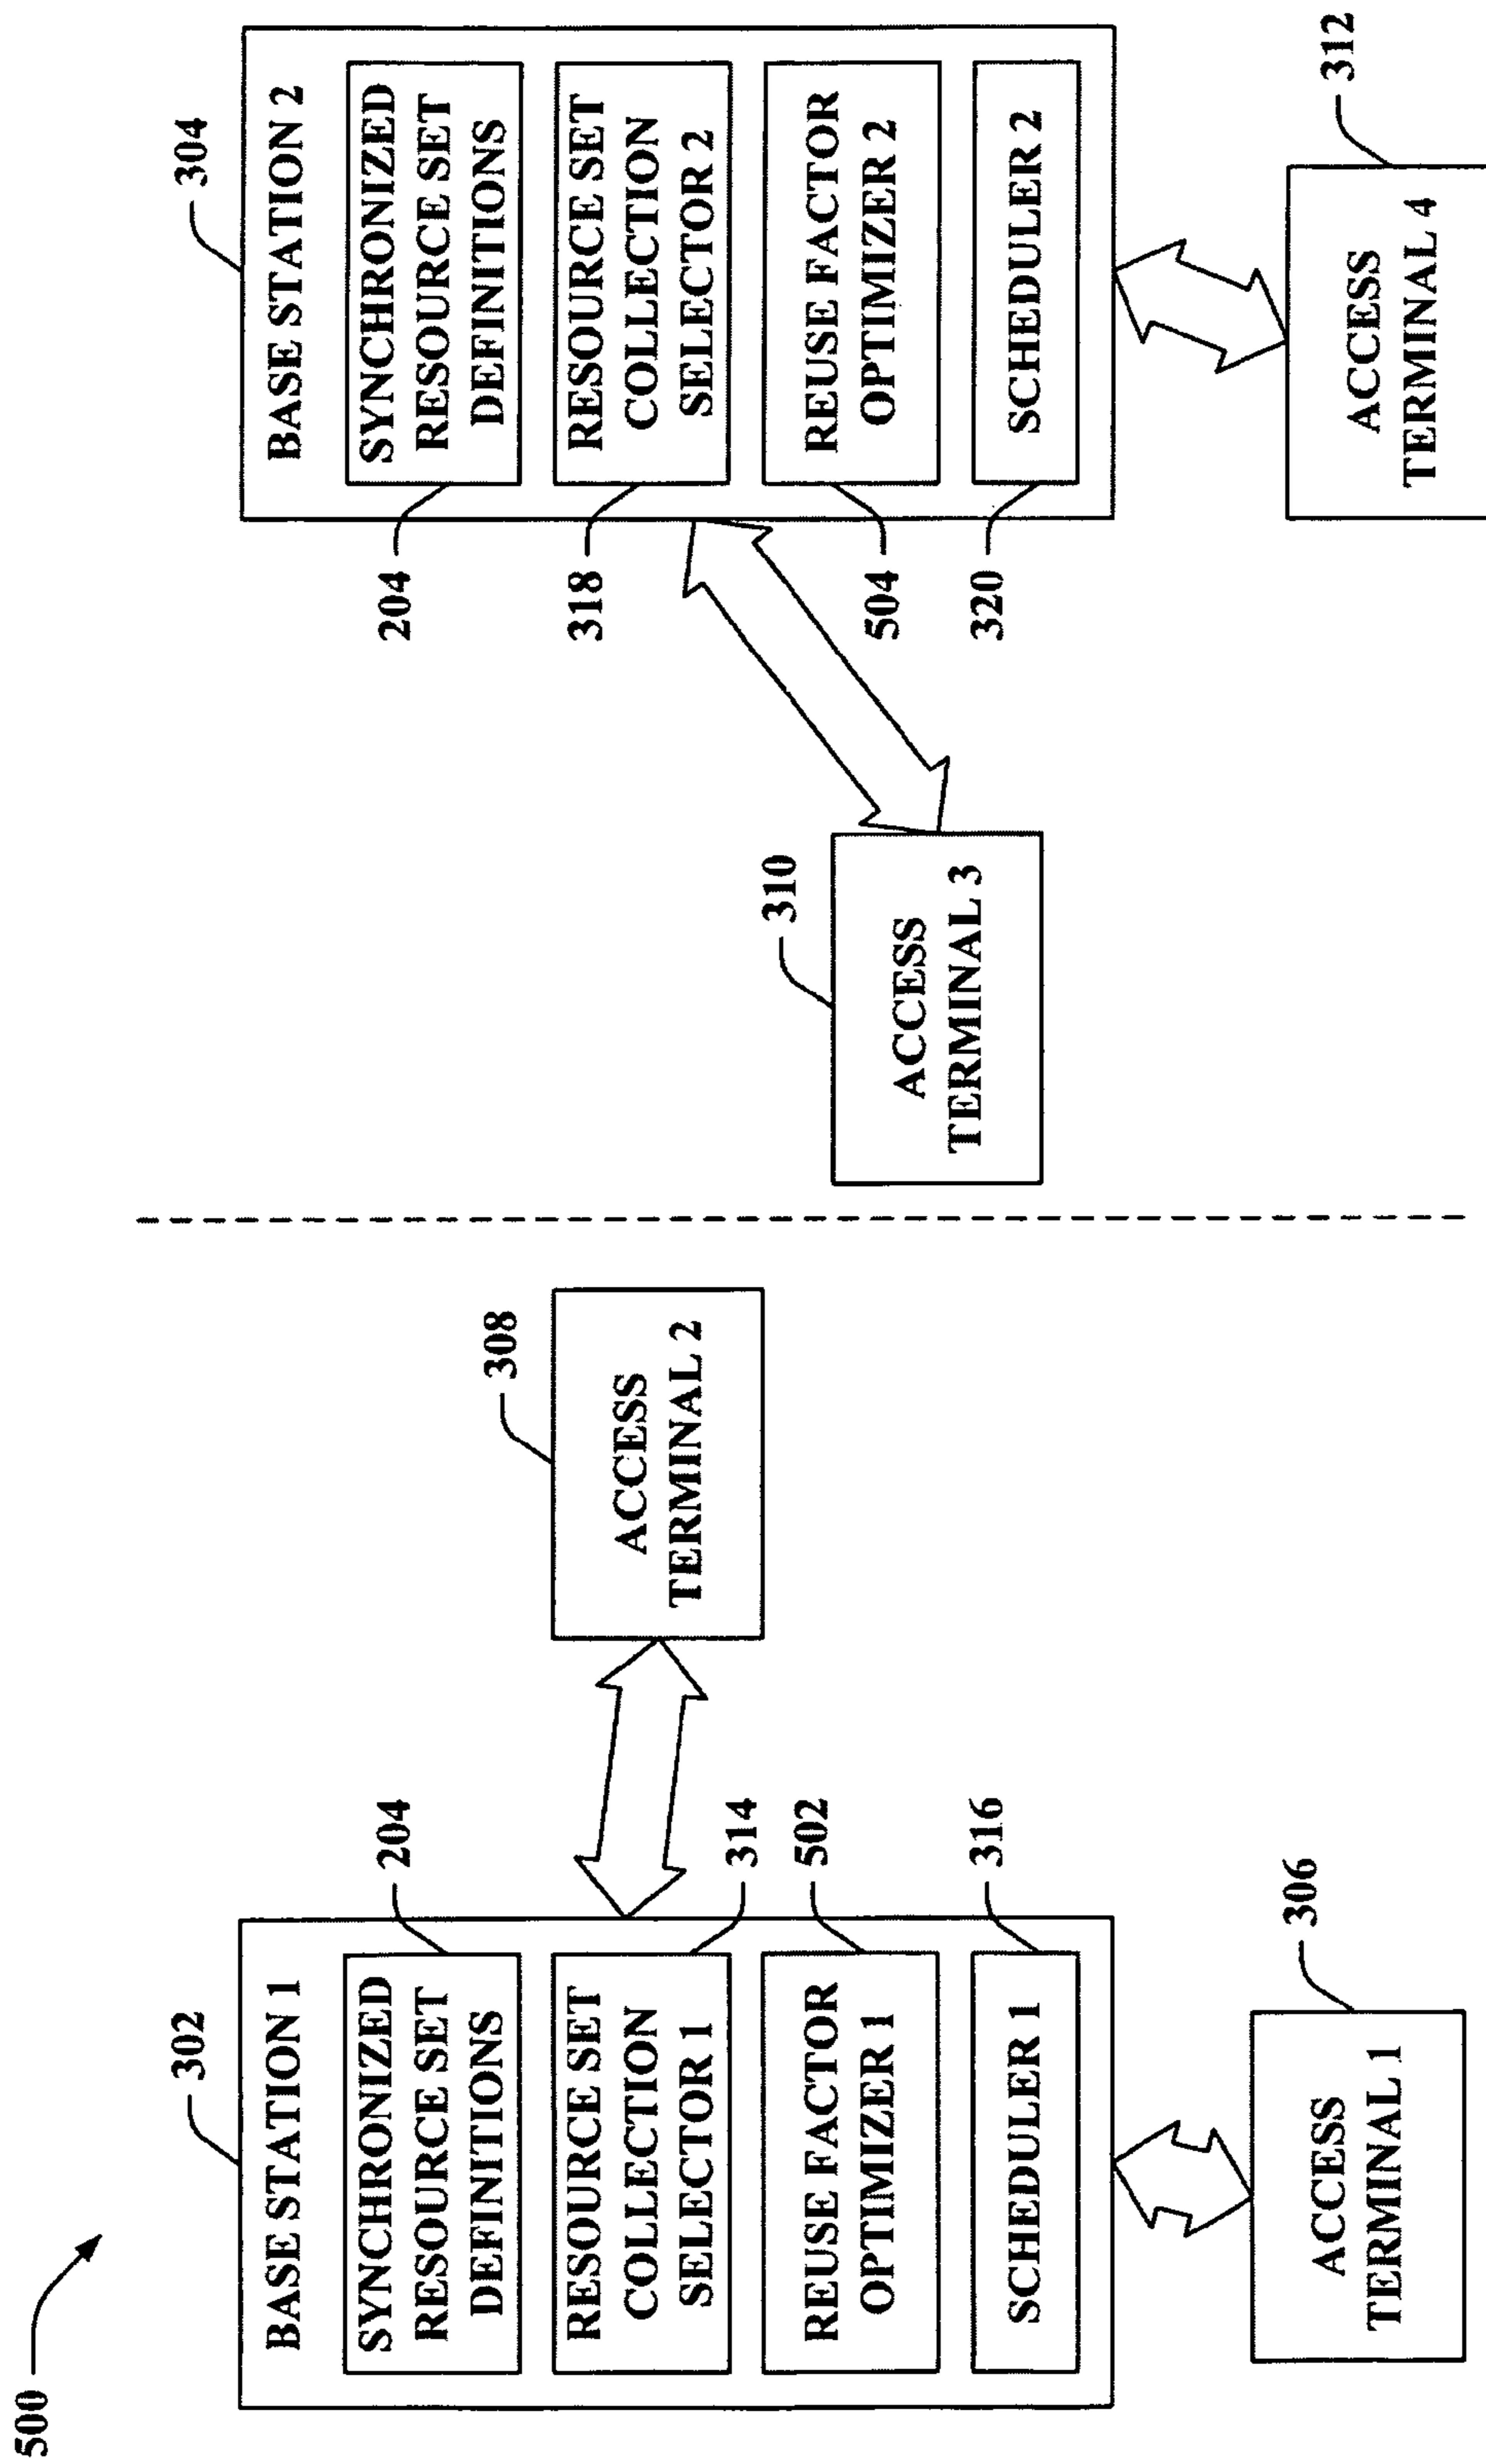 500
302
BASE STATION 1
SYNCHRONIZED
RESOURCE SET
DEFINITIONS
204
RESOURCE SET
COLLECTION
SELECTOR 1
314
REUSE FACTOR
OPTIMIZER 1
502
SCHEDULER 1
316
306
ACCESS
TERMINAL 1
308
ACCESS
TERMINAL 2
304
BASE STATION 2
SYNCHRONIZED
RESOURCE SET
DEFINITIONS
204
RESOURCE SET
COLLECTION
SELECTOR 2
318
REUSE FACTOR
OPTIMIZER 2
504
SCHEDULER 2
320
310
ACCESS
TERMINAL 3
312
ACCESS
TERMINAL 4